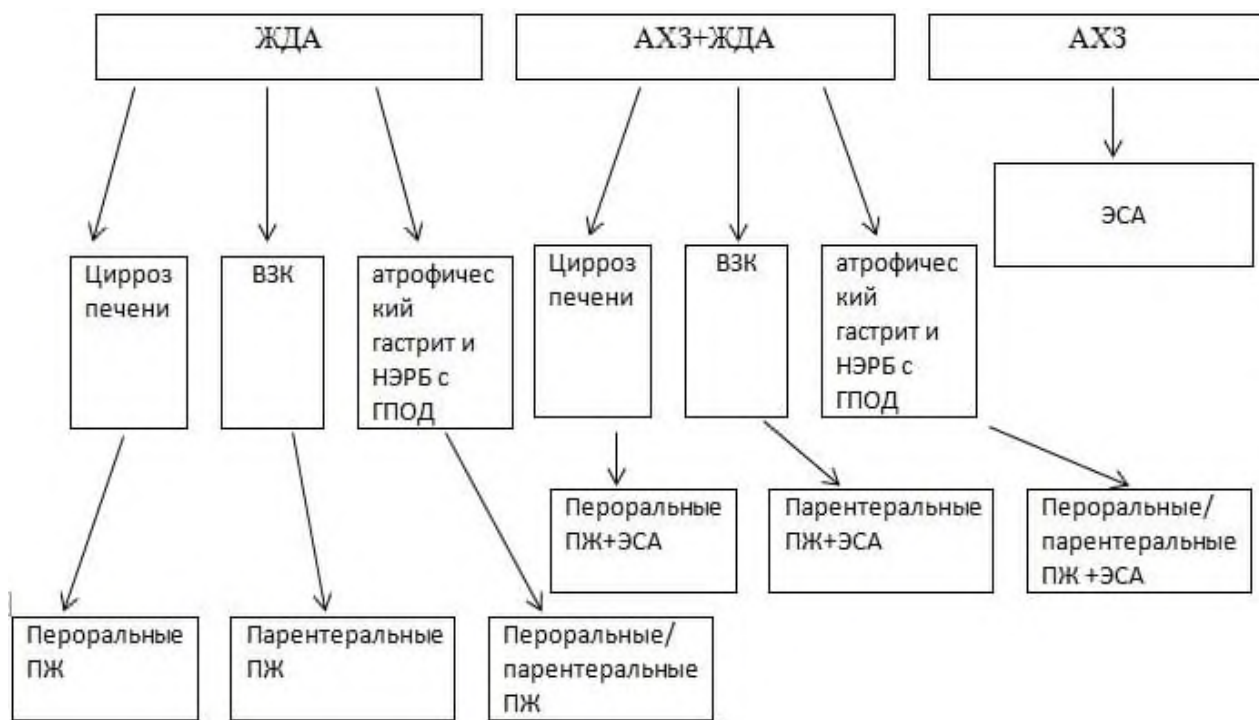 ЖДА
АХЗ+ЖДА
АХЗ
ЭСА
Цирроз
печени
ВЗК
атрофичес
кий
гастрит и
НЭРБ с
ГПОД
Цирроз
печени
ВЗК
атрофичес
кий
гастрит и
НЭРБ с
ГПОД
Пероральные
ПЖ+ЭСА
Парентеральные
ПЖ+ЭСА
Пероральные/
парентеральные
ПЖ +ЭСА
Пероральные
ПЖ
Парентеральные
ПЖ
Пероральные/
парентеральные
ПЖ